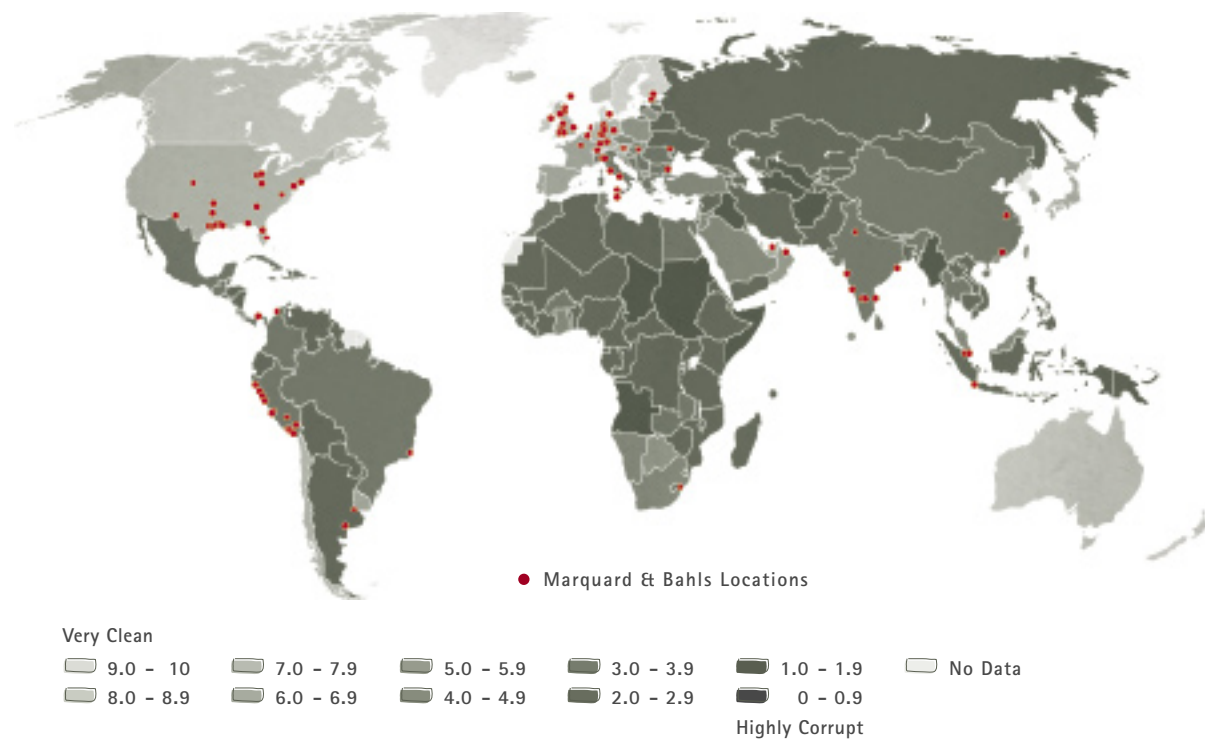 Marquard & Bahls Locations
Very Clean
9.0 - 10 7.0 - 7.9 5.0 - 5.9 3.0 - 3.9 1.0 - 1.9 No Data
8.0 - 8.9 6.0 - 6.9 4.0 - 4.9 2.0 - 2.9 0 - 0.9
Highly Corrupt